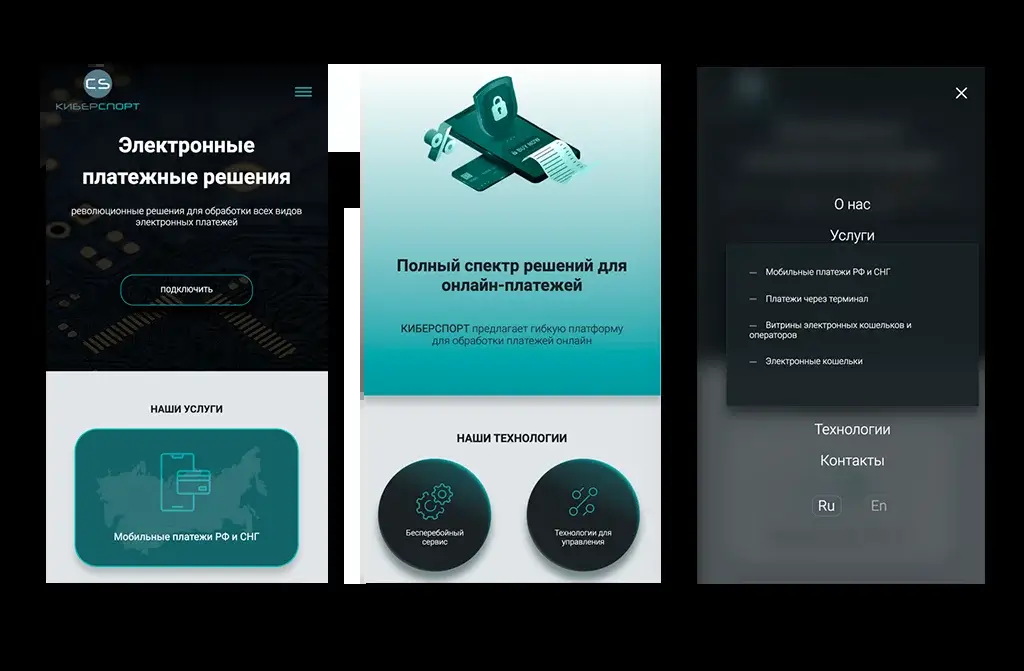 CS
КИБЕРСПОРТ
Электронные
платежные решения
революционные решения для обработки всех видов
электронных платежей
подключить
НАШИ УСЛУГИ
Мобильные платежи РФ и СНГ
BUY NOW
%
Полный спектр решений для
онлайн-платежей
КИБЕРСПОРТ предлагает гибкую платформу
для обработки платежей онлайн
НАШИ ТЕХНОЛОГИИ
Бесперебойный
сервис
Технологии для
управления
О нас
Услуги
— Мобильные платежи РФ и СНГ
— Платежи через терминал
— Витрины электронных кошельков и
операторов
— Электронные кошельки
Технологии
Контакты
Ru
En